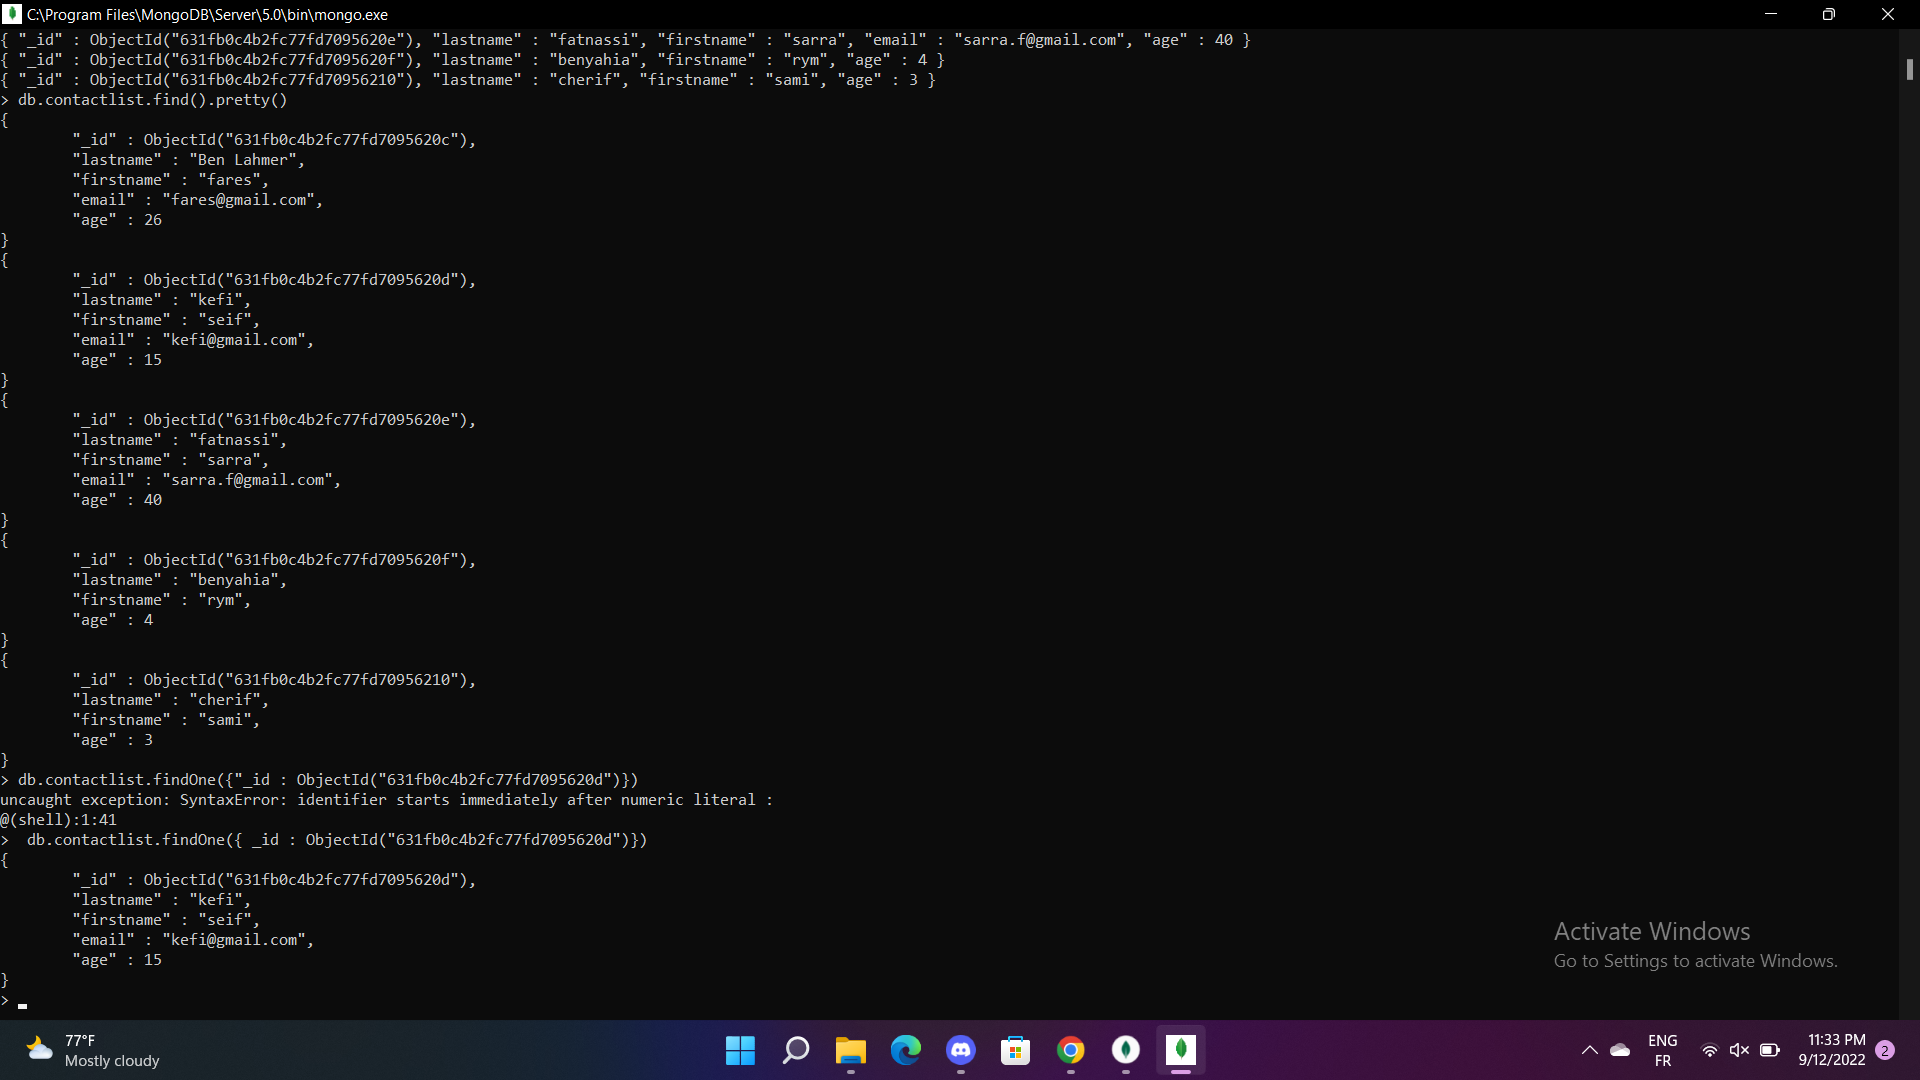 C:\Program Files\MongoDB\Server\5.0\bin\mongo.exe
{ "_id" : ObjectId("631fb0c4b2fc77fd7095620e"), "lastname" : "fatnassi", "firstname" : "sarra", "email" : "sarra.f@gmail.com", "age" : 40 }
{ "_id" : ObjectId("631fb0c4b2fc77fd7095620f"), "lastname" : "benyahia", "firstname" : "rym", "age" : 4 }
{ "_id" : ObjectId("631fb0c4b2fc77fd70956210"), "lastname" : "cherif", "firstname" : "sami", "age" : 3 }
> db.contactlist.find().pretty()
{
"_id" : ObjectId("631fb0c4b2fc77fd7095620c"),
"lastname" : "Ben Lahmer",
"firstname" : "fares",
"email" : "fares@gmail.com",
"age" : 26
}
{
"_id" : ObjectId("631fb0c4b2fc77fd7095620d"),
"lastname" : "kefi",
"firstname" : "seif",
"email" : "kefi@gmail.com",
"age" : 15
}
{
"_id" : ObjectId("631fb0c4b2fc77fd7095620e"),
"lastname" : "fatnassi",
"firstname" : "sarra",
"email" : "sarra.f@gmail.com",
"age" : 40
}
{
"_id" : ObjectId("631fb0c4b2fc77fd7095620f"),
"lastname" : "benyahia",
"firstname" : "rym",
"age" : 4
}
{
"_id" : ObjectId("631fb0c4b2fc77fd70956210"),
"lastname" : "cherif",
"firstname" : "sami",
"age" : 3
}
> db.contactlist.findOne({"_id : ObjectId("631fb0c4b2fc77fd7095620d")})
uncaught exception: SyntaxError: identifier starts immediately after numeric literal :
@(shell):1:41
>  db.contactlist.findOne({ _id : ObjectId("631fb0c4b2fc77fd7095620d")})
{
"_id" : ObjectId("631fb0c4b2fc77fd7095620d"),
"lastname" : "kefi",
"firstname" : "seif",
"email" : "kefi@gmail.com",
"age" : 15
}
>
Activate Windows
Go to Settings to activate Windows.
77°F
Mostly cloudy
ENG
FR
11:33 PM
9/12/2022
2